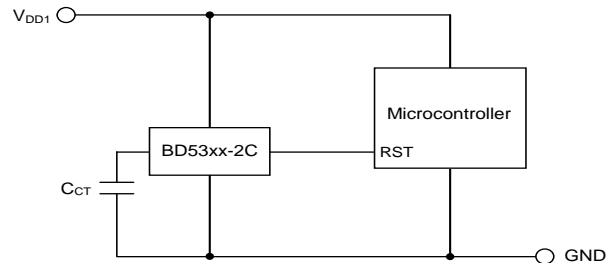 VDD1
Microcontroller
BD53xx-2C
RST
CCT
GND